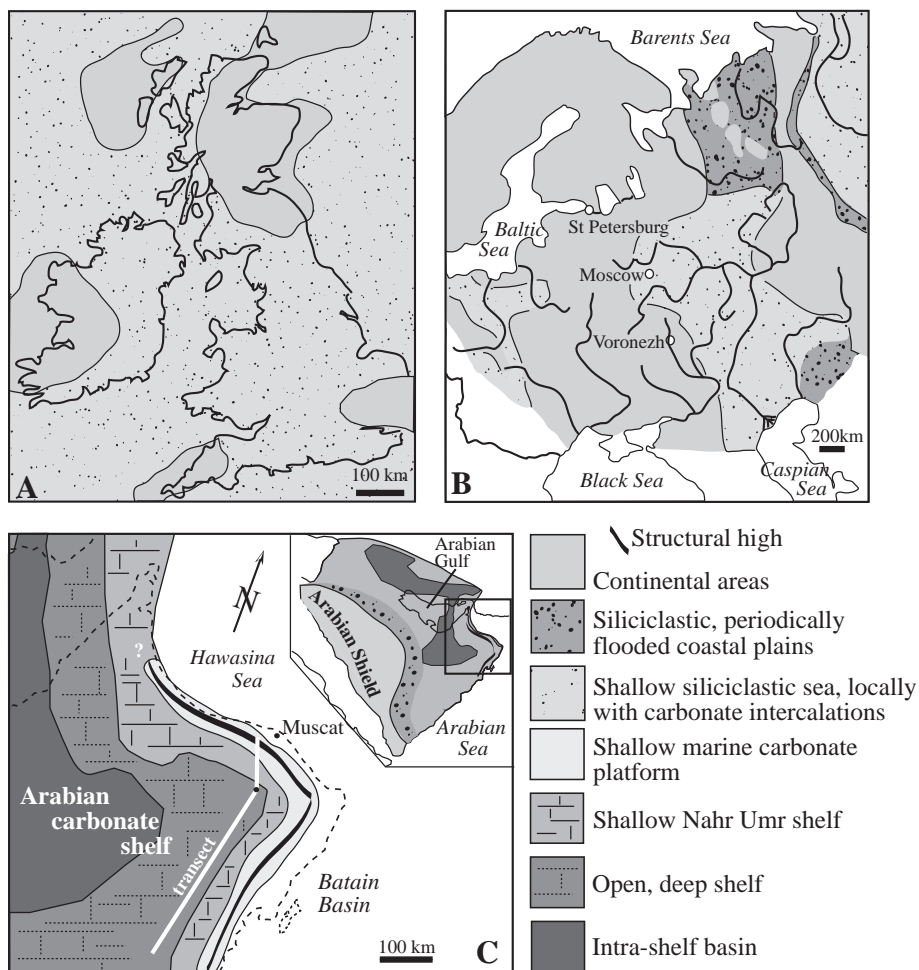 A
100 km
B
Barents Sea
Baltic
Sea
St Petersburg
Moscow
Voronezh
200km
Black Sea
Caspian
Sea
C
N
?
Hawasina
Sea
Muscat
Arabian
carbonate
shelf
transect
Batain
Basin
100 km
Arabian
Gulf
Arabian Shield
Arabian
Sea
Structural high
Continental areas
Siliciclastic, periodically
flooded coastal plains
Shallow siliciclastic sea, locally
with carbonate intercalations
Shallow marine carbonate
platform
Shallow Nahr Umr shelf
Open, deep shelf
Intra-shelf basin